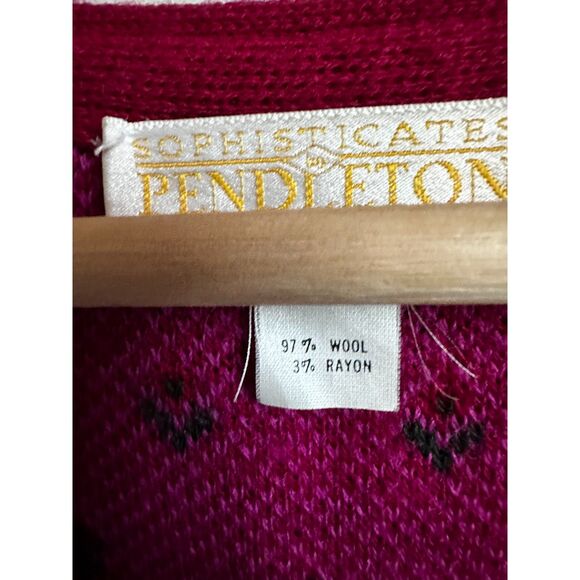 SOPHISTICATES
PENDLETON
97% WOOL
3% RAYON